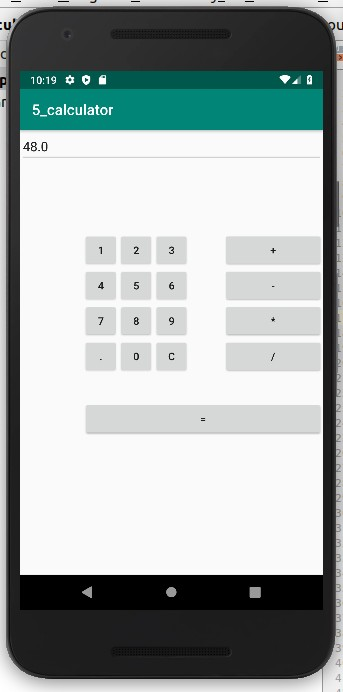 10:19
5_calculator
48.0
1 2 3 +
4 5 6 -
7 8 9 *
. 0 C /
=